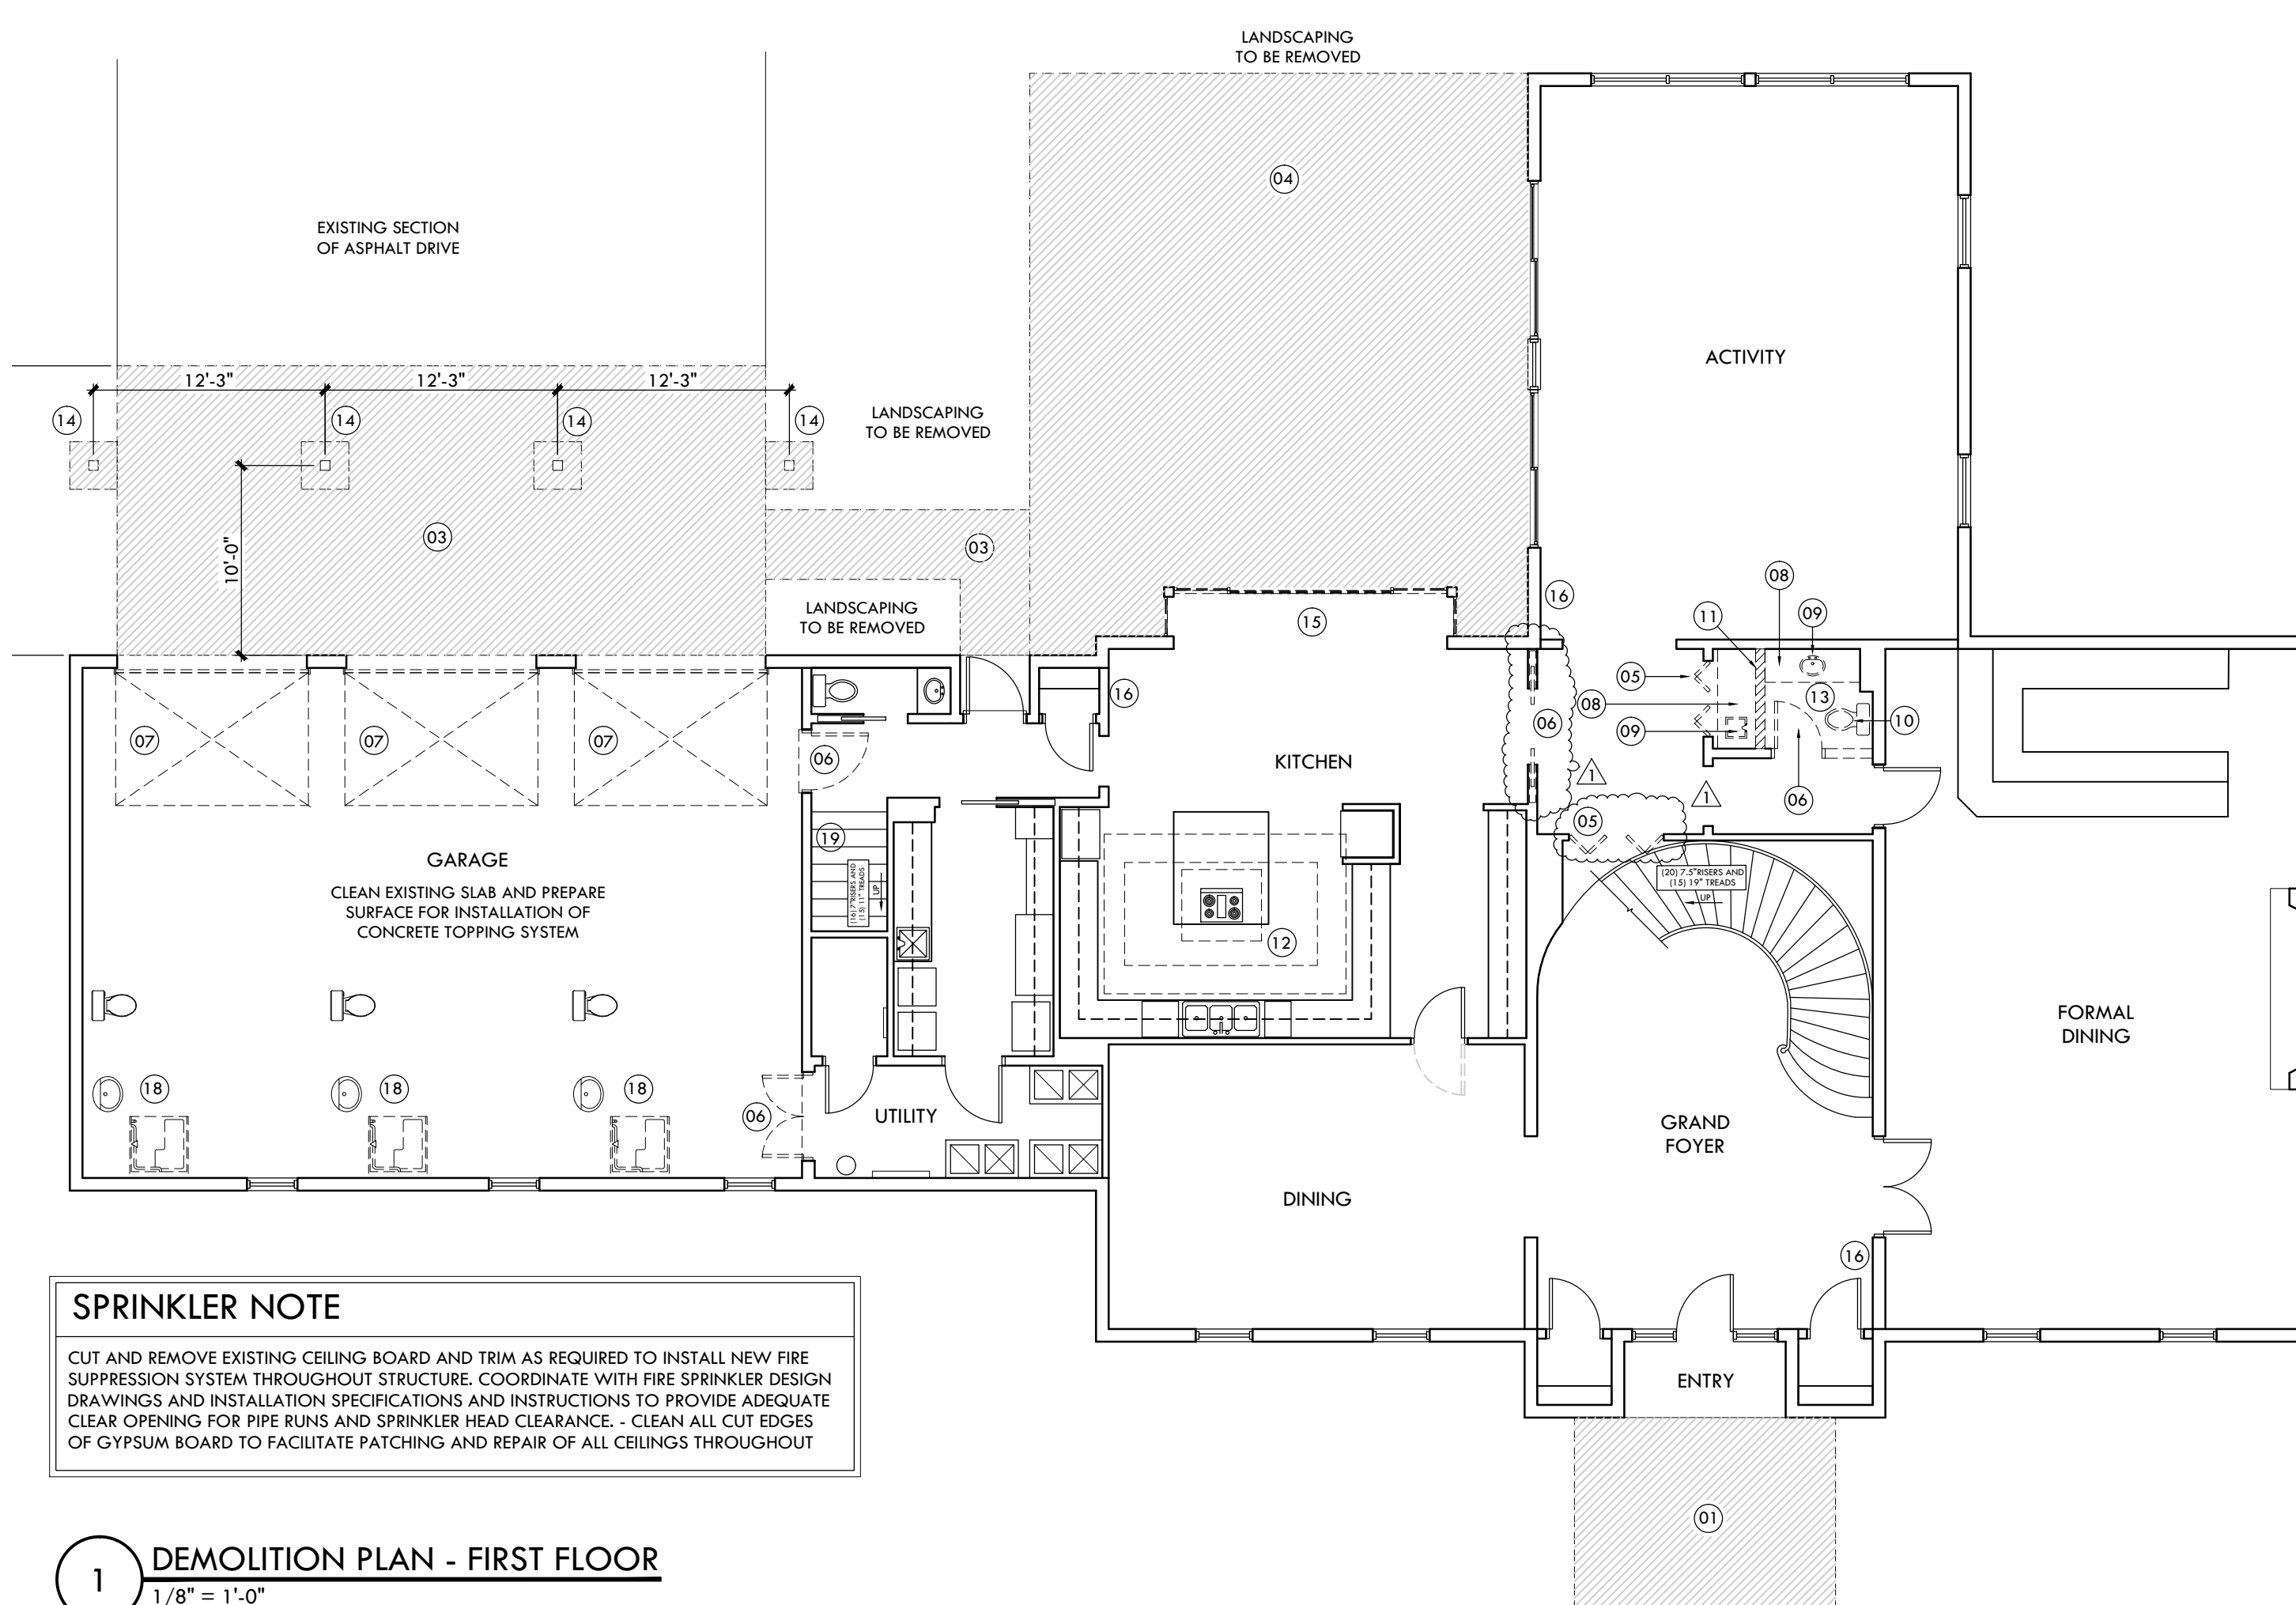 LANDSCAPING
TO BE REMOVED
04
EXISTING SECTION
OF ASPHALT DRIVE
ACTIVITY
12'-3"
12'-3"
12'-3"
14
14
14
14
LANDSCAPING
TO BE REMOVED
10'-0"
03
03
LANDSCAPING
TO BE REMOVED
15
16
08
11
09
05
13
08
10
09
06
16
06
1
1
05
07
07
07
06
KITCHEN
19
(16) 7"RISERS AND
(15) 11" TREADS
UP
GARAGE
CLEAN EXISTING SLAB AND PREPARE
SURFACE FOR INSTALLATION OF
CONCRETE TOPPING SYSTEM
(20) 7.5"RISERS AND
(15) 19" TREADS
UP
12
FORMAL
DINING
18
18
18
06
UTILITY
GRAND
FOYER
DINING
16
ENTRY
01
SPRINKLER NOTE
CUT AND REMOVE EXISTING CEILING BOARD AND TRIM AS REQUIRED TO INSTALL NEW FIRE
SUPPRESSION SYSTEM THROUGHOUT STRUCTURE. COORDINATE WITH FIRE SPRINKLER DESIGN
DRAWINGS AND INSTALLATION SPECIFICATIONS AND INSTRUCTIONS TO PROVIDE ADEQUATE
CLEAR OPENING FOR PIPE RUNS AND SPRINKLER HEAD CLEARANCE. - CLEAN ALL CUT EDGES
OF GYPSUM BOARD TO FACILITATE PATCHING AND REPAIR OF ALL CEILINGS THROUGHOUT
1
DEMOLITION PLAN - FIRST FLOOR
1/8" = 1'-0"